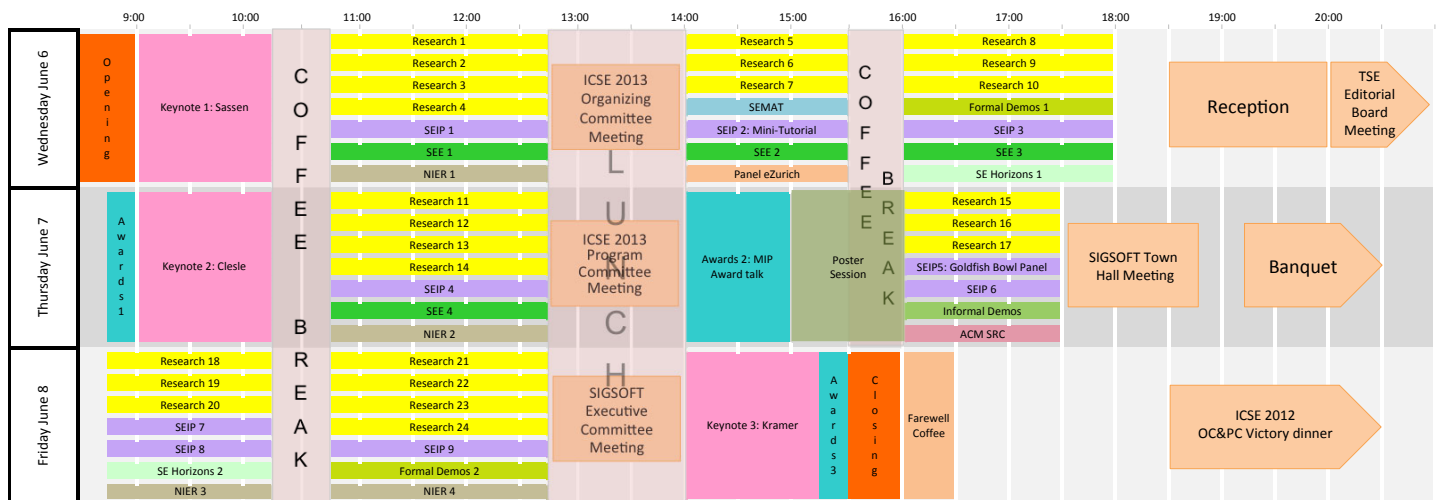 9:00 10:00 11:00 12:00 13:00 14:00 15:00 16:00 17:00 18:00 19:00 20:00
Wednesday June 6
Opening
Keynote 1: Sassen
COFFEE BREAK
Research 1
Research 2
Research 3
Research 4
SEIP 1
SEE 1
NIER 1
LUNCH
ICSE 2013
Organizing
Committee
Meeting
Research 5
Research 6
Research 7
SEMAT
SEIP 2: Mini-Tutorial
SEE 2
Panel eZurich
COFFEE
BREAK
Research 8
Research 9
Research 10
Formal Demos 1
SEIP 3
SEE 3
SE Horizons 1
Reception
TSE
Editorial
Board
Meeting
Thursday June 7
Awards1
Keynote 2: Clesle
Research 11
Research 12
Research 13
Research 14
SEIP 4
SEE 4
NIER 2
ICSE 2013
Program
Committee
Meeting
Awards 2: MIP
Award talk
Poster
Session
Research 15
Research 16
Research 17
SEIP5: Goldfish Bowl Panel
SEIP 6
Informal Demos
ACM SRC
SIGSOFT Town
Hall Meeting
Banquet
Friday June 8
Research 18
Research 19
Research 20
SEIP 7
SEIP 8
SE Horizons 2
NIER 3
Research 21
Research 22
Research 23
Research 24
SEIP 9
Formal Demos 2
NIER 4
SIGSOFT
Executive
Committee
Meeting
Keynote 3: Kramer
Awards3
Closing
Farewell
Coffee
ICSE 2012
OC&PC Victory dinner